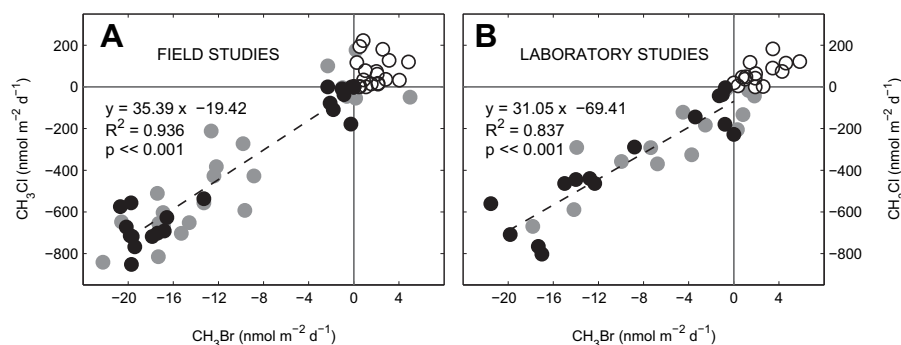 A
FIELD STUDIES
y = 35.39 x −19.42
R² = 0.936
p << 0.001
200
0
−200
−400
−600
−800
−20 −16 −12 −8 −4 0 4
CH₃Cl (nmol m⁻² d⁻¹)
CH₃Br (nmol m⁻² d⁻¹)
B
LABORATORY STUDIES
y = 31.05 x −69.41
R² = 0.837
p << 0.001
200
0
−200
−400
−600
−800
−20 −16 −12 −8 −4 0 4
CH₃Br (nmol m⁻² d⁻¹)
CH₃Cl (nmol m⁻² d⁻¹)